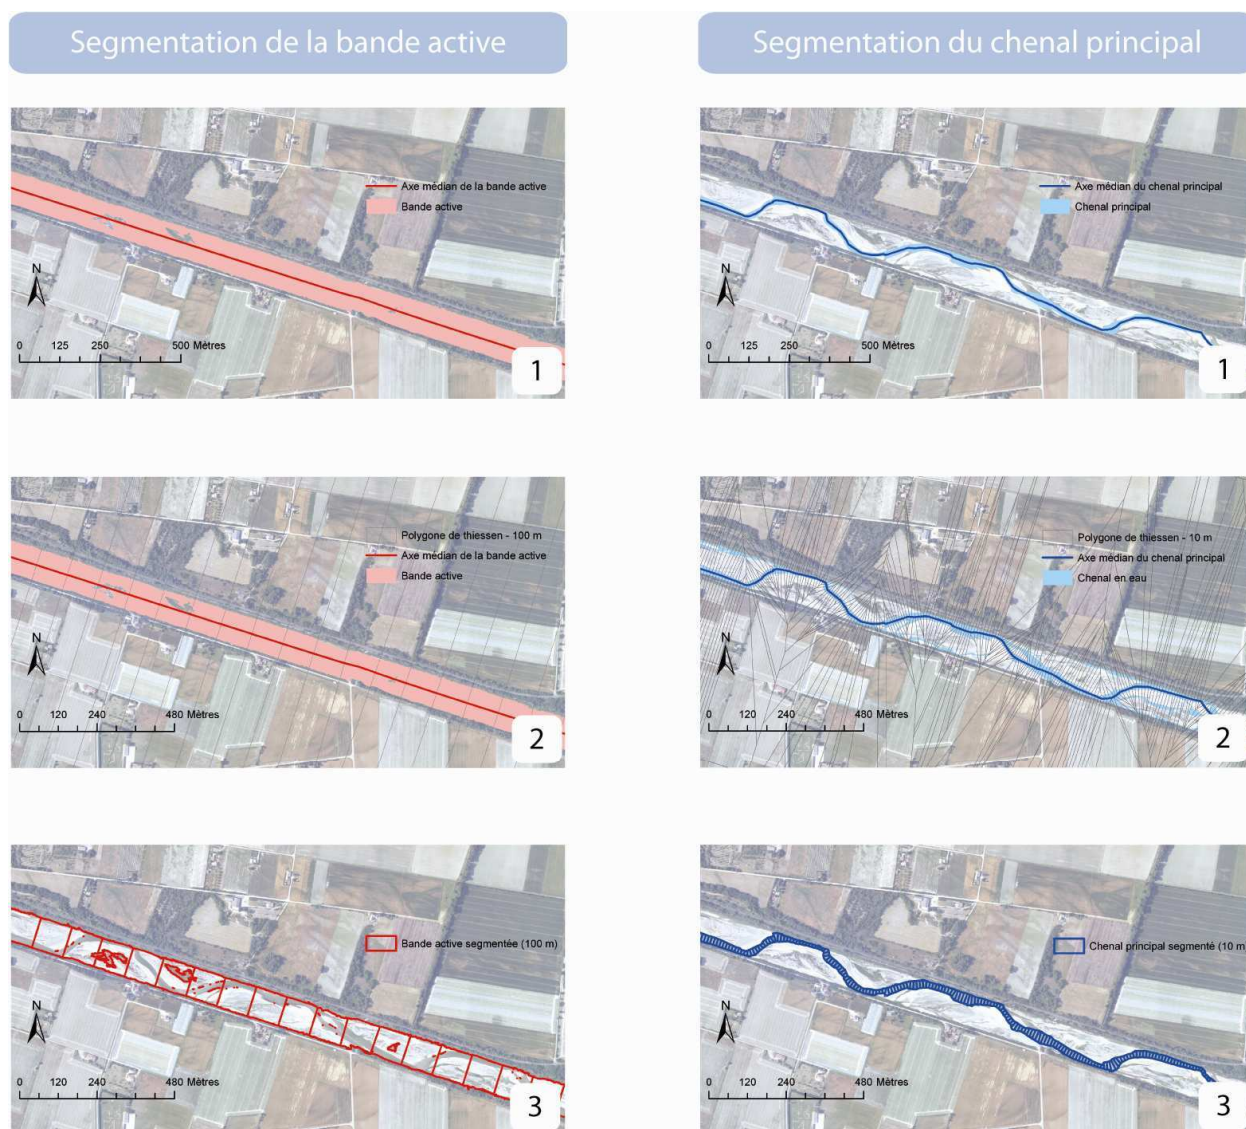 Segmentation de la bande active
Segmentation du chenal principal
Axe médian de la bande active
Bande active
N
0 125 250 500 Mètres
1
Axe médian du chenal principal
Chenal principal
N
0 125 250 500 Mètres
1
Polygone de thiessen - 100 m
Axe médian de la bande active
Bande active
N
0 120 240 480 Mètres
2
Polygone de thiessen - 10 m
Axe médian du chenal principal
Chenal en eau
N
0 120 240 480 Mètres
2
Bande active segmentée (100 m)
N
0 120 240 480 Mètres
3
Chenal principal segmenté (10 m
N
0 120 240 480 Mètres
3